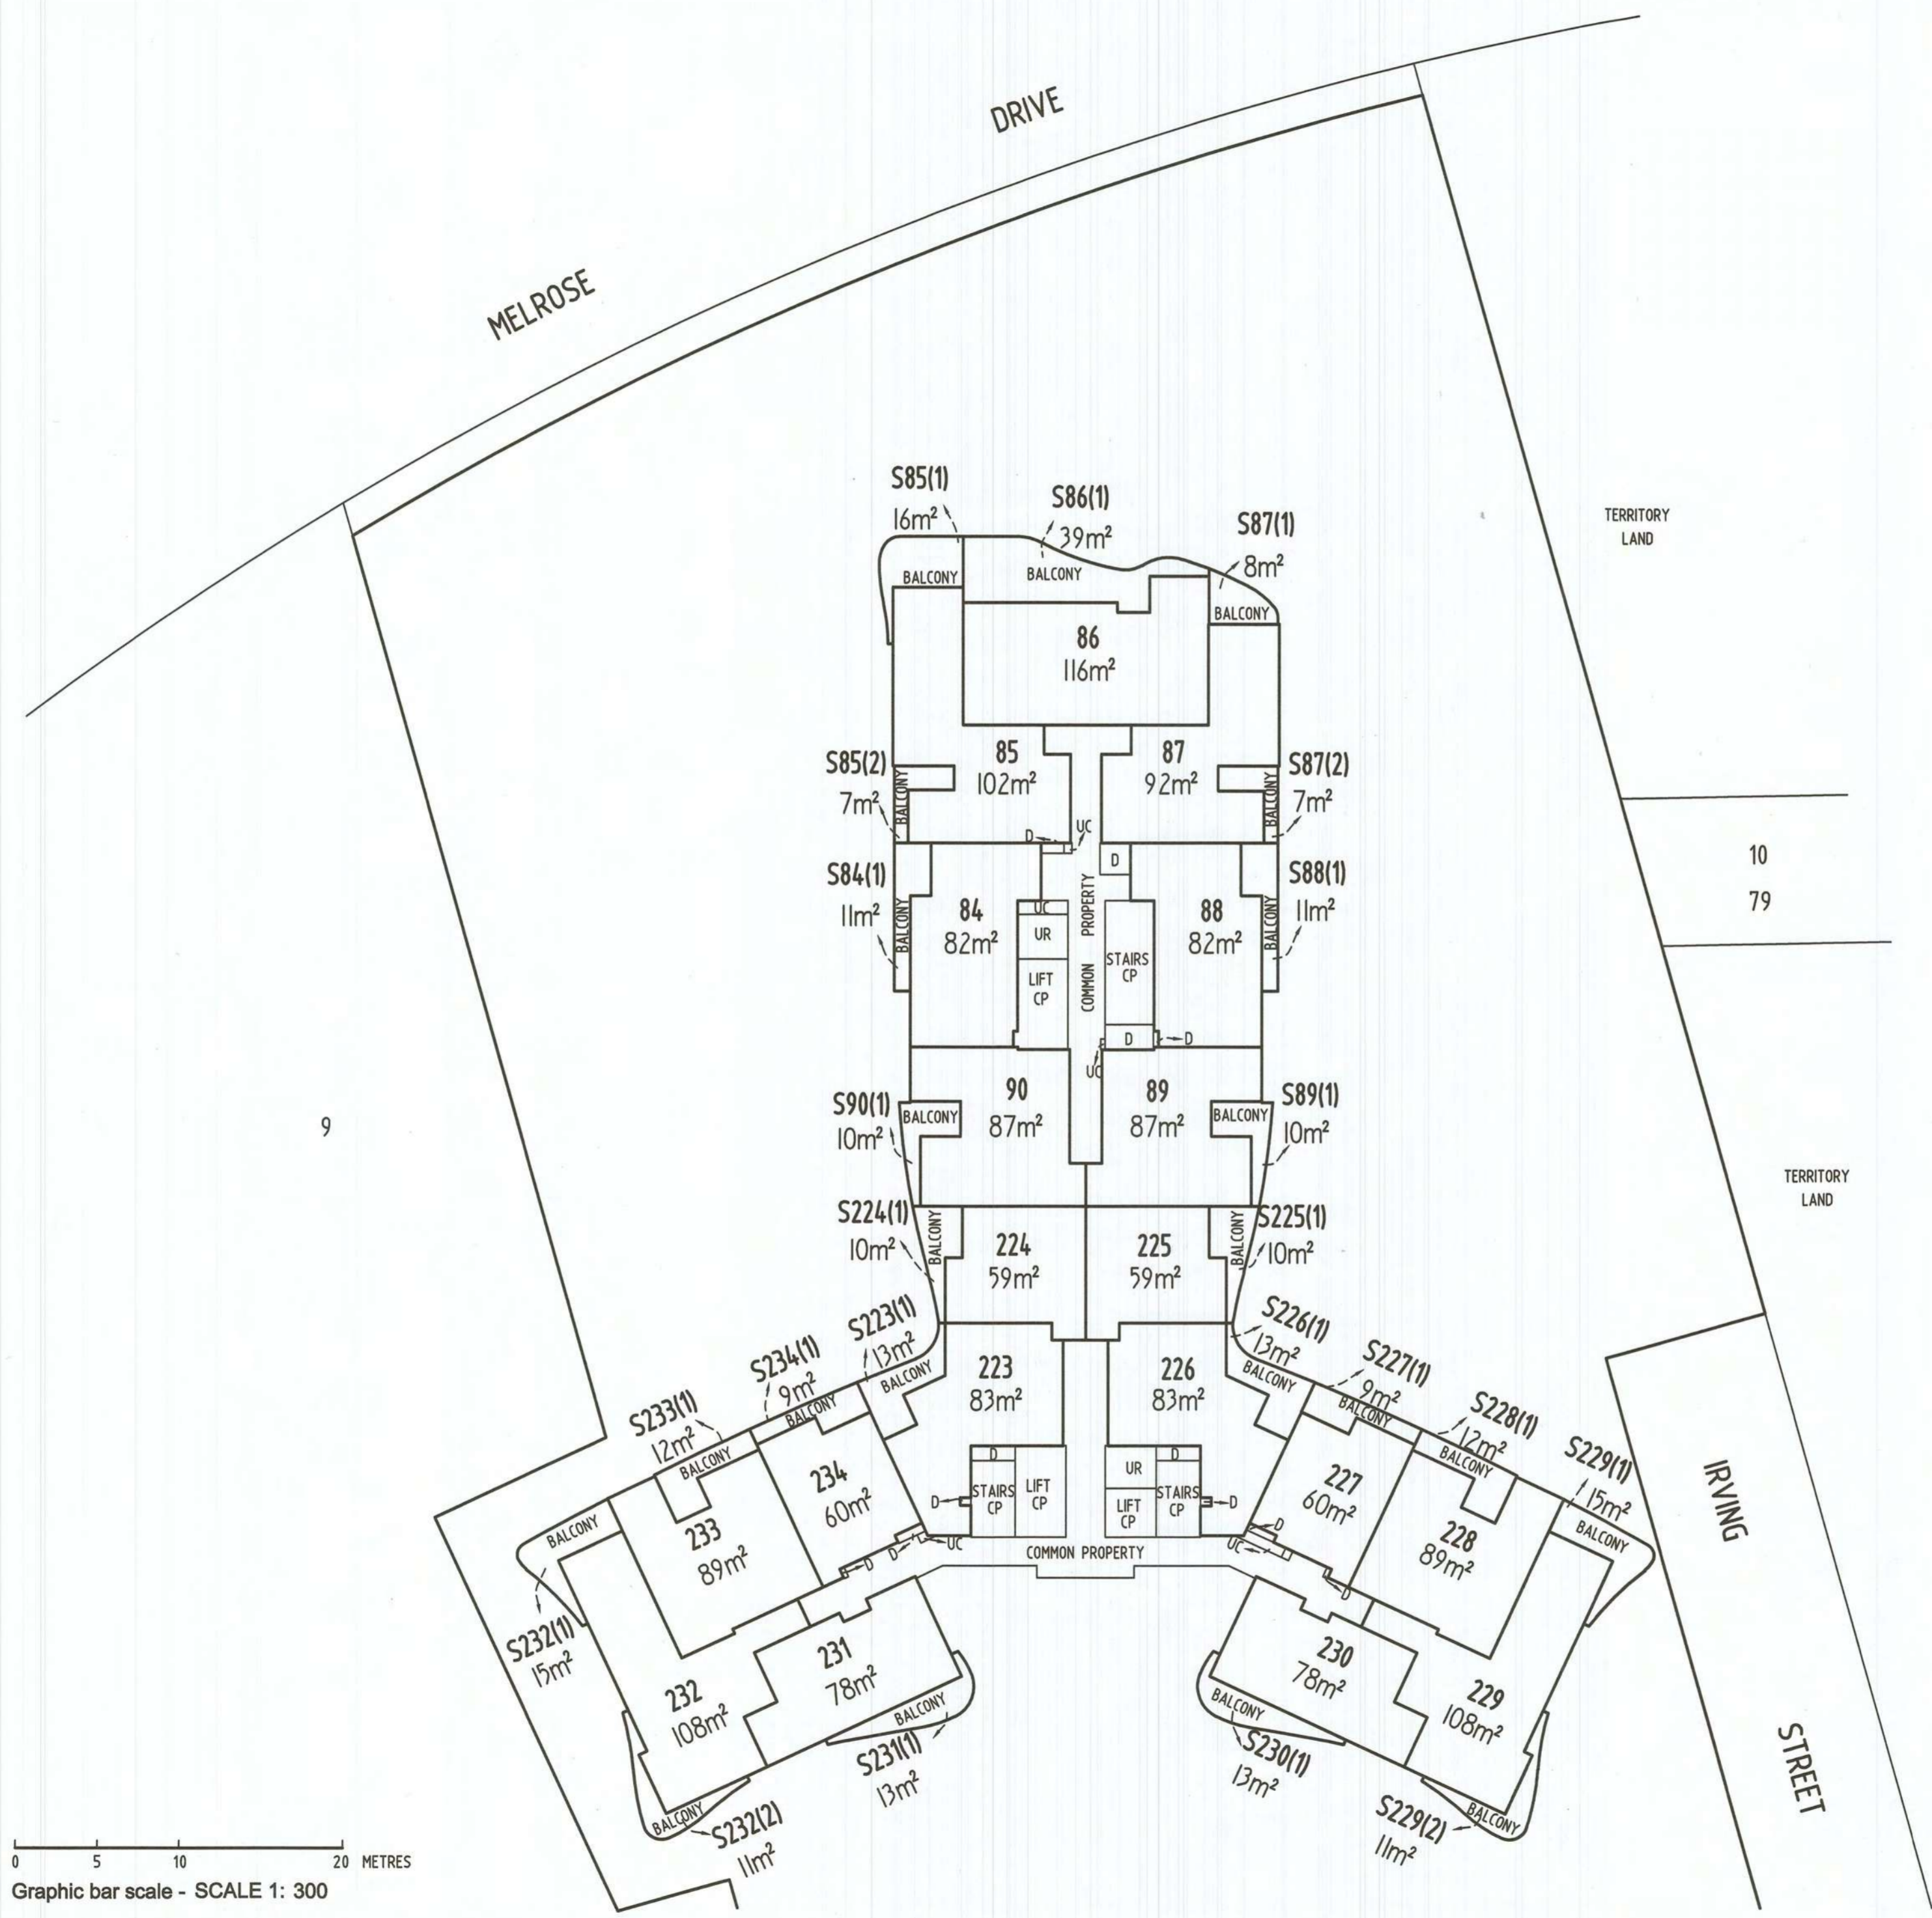 DRIVE
MELROSE
S85(1)
16m²
S86(1)
39m²
S87(1)
8m²
BALCONY
BALCONY
BALCONY
TERRITORY
LAND
86
116m²
S85(2)
7m²
BALCONY
85
102m²
87
92m²
BALCONY
S87(2)
7m²
D
UC
D
10
79
S84(1)
11m²
BALCONY
84
82m²
UC
UR
LIFT
CP
COMMON PROPERTY
STAIRS
CP
88
82m²
BALCONY
S88(1)
11m²
D
D
UC
9
S90(1)
10m²
BALCONY
90
87m²
89
87m²
BALCONY
S89(1)
10m²
TERRITORY
LAND
S224(1)
10m²
BALCONY
224
59m²
225
59m²
BALCONY
S225(1)
10m²
S223(1)
13m²
BALCONY
223
83m²
226
83m²
S226(1)
13m²
BALCONY
S234(1)
9m²
BALCONY
S227(1)
9m²
BALCONY
S233(1)
12m²
BALCONY
S228(1)
12m²
BALCONY
S229(1)
15m²
BALCONY
234
60m²
D
STAIRS
CP
LIFT
CP
D
UR
LIFT
CP
D
STAIRS
CP
D
227
60m²
BALCONY
233
89m²
D
D
UC
COMMON PROPERTY
D
UC
D
228
89m²
IRVING
S232(1)
15m²
231
78m²
230
78m²
232
108m²
229
108m²
BALCONY
S231(1)
13m²
BALCONY
S230(1)
13m²
STREET
BALCONY
S232(2)
11m²
BALCONY
S229(2)
11m²
0 5 10 20 METRES
Graphic bar scale - SCALE 1: 300